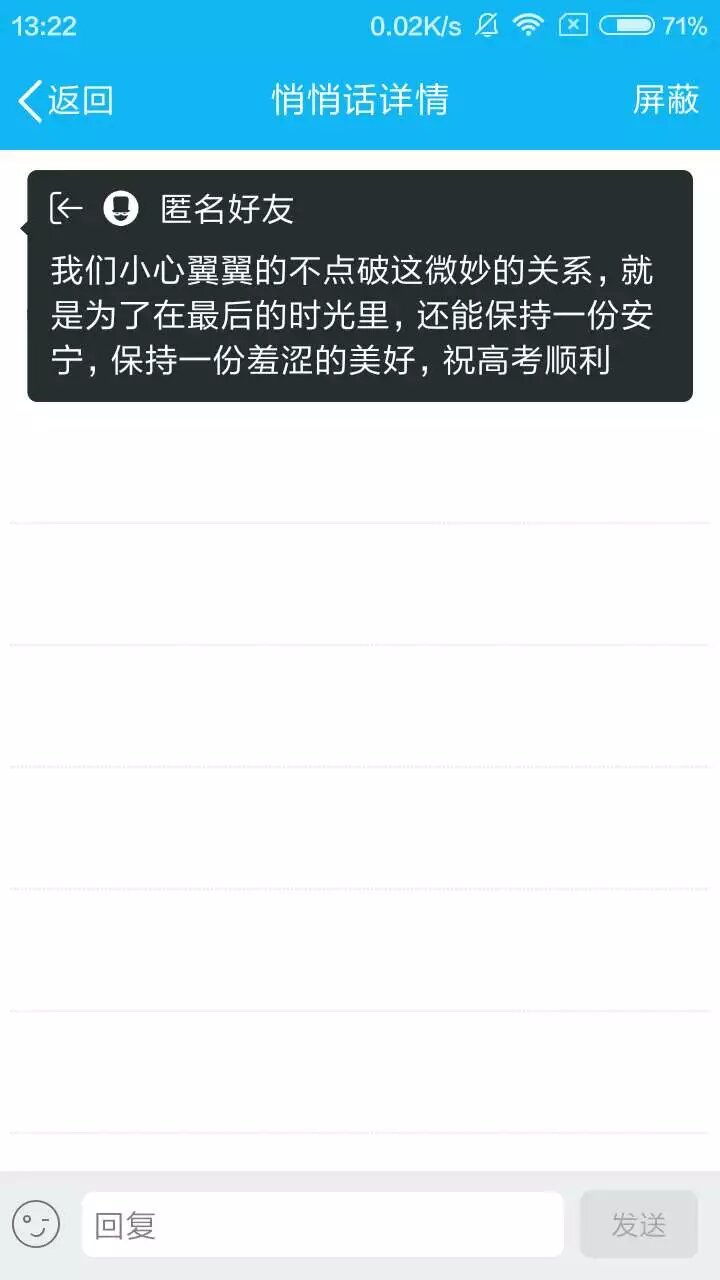 13:22 0.02K/s 71%
返回 悄悄话详情 屏蔽
匿名好友
我们小心翼翼的不点破这微妙的关系，就
是为了在最后的时光里，还能保持一份安
宁，保持一份羞涩的美好，祝高考顺利
回复 发送